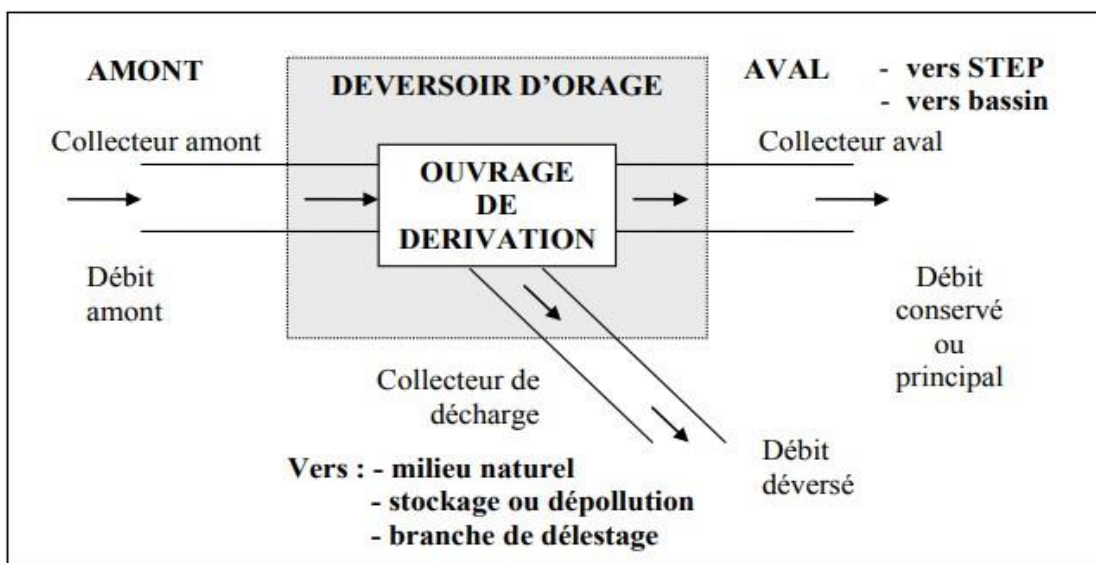 AMONT
DEVERSOIR D'ORAGE
AVAL - vers STEP
- vers bassin
Collecteur amont
Collecteur aval
OUVRAGE
DE
DERIVATION
Débit
amont
Débit
conservé
ou
principal
Collecteur de
décharge
Débit
déversé
Vers : - milieu naturel
- stockage ou dépollution
- branche de délestage